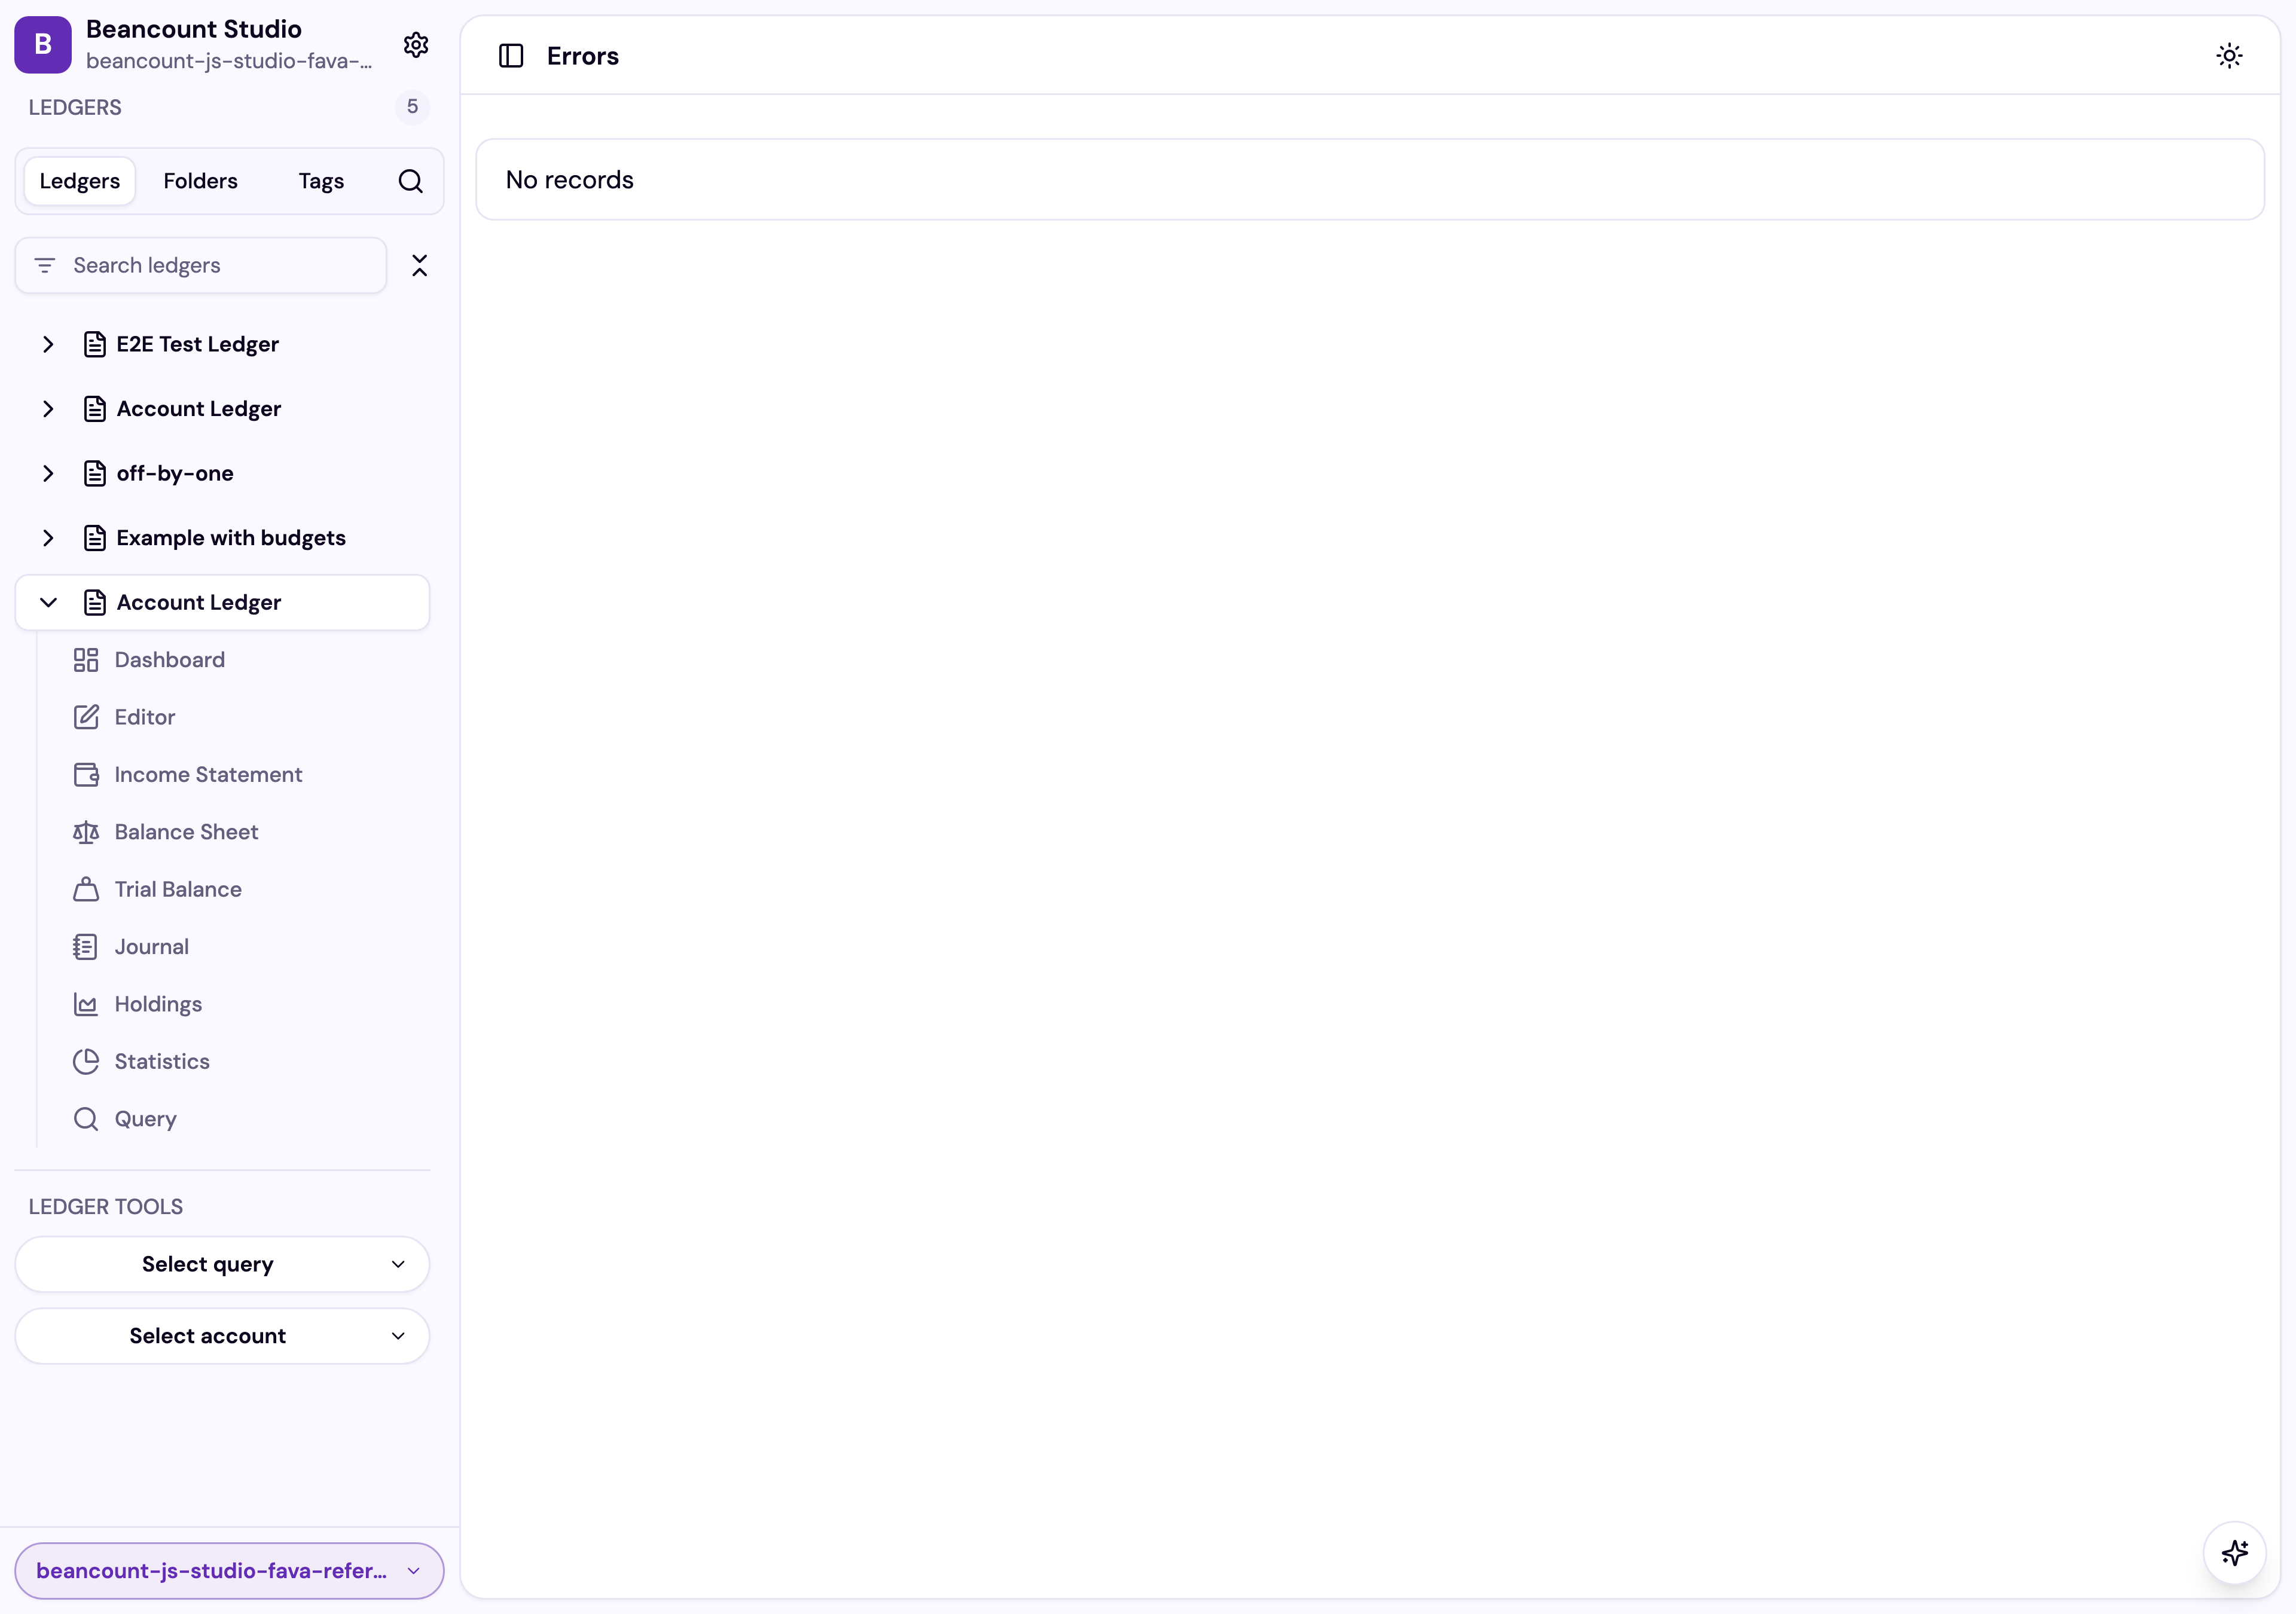 B
Beancount Studio
beancount-js-studio-fava-...
LEDGERS
5
Ledgers
Folders
Tags
Search ledgers
E2E Test Ledger
Account Ledger
off-by-one
Example with budgets
Account Ledger
Dashboard
Editor
Income Statement
Balance Sheet
Trial Balance
Journal
Holdings
Statistics
Query
LEDGER TOOLS
Select query
Select account
beancount-js-studio-fava-refer...
Errors
No records